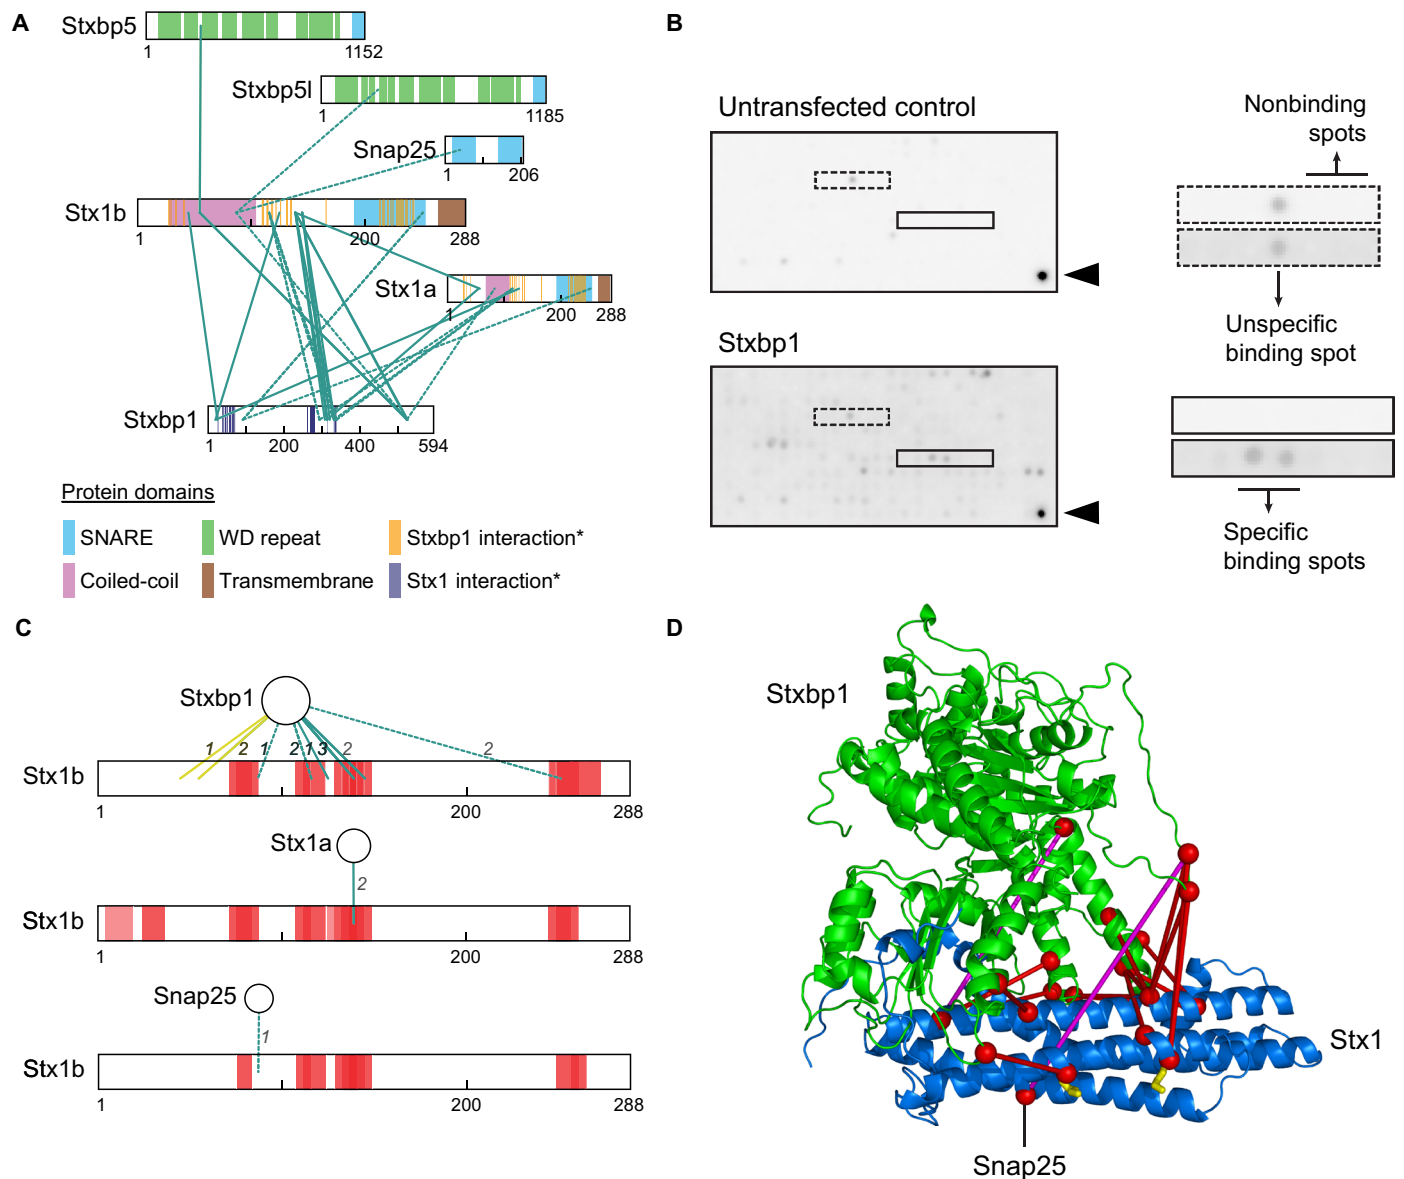 A
Stxbp5
1
1152
Stxbp5l
1
1185
Snap25
1
206
Stx1b
1
200
288
Stx1a
1
200
288
Stxbp1
1
200
400
594
Protein domains
SNARE
WD repeat
Stxbp1 interaction*
Coiled-coil
Transmembrane
Stx1 interaction*
B
Untransfected control
Stxbp1
Nonbinding
spots
Unspecific
binding spot
Specific
binding spots
C
Stxbp1
1
2
1
2
1
3
2
2
Stx1b
1
200
288
Stx1a
2
Stx1b
1
200
288
Snap25
1
Stx1b
1
200
288
D
Stxbp1
Stx1
Snap25